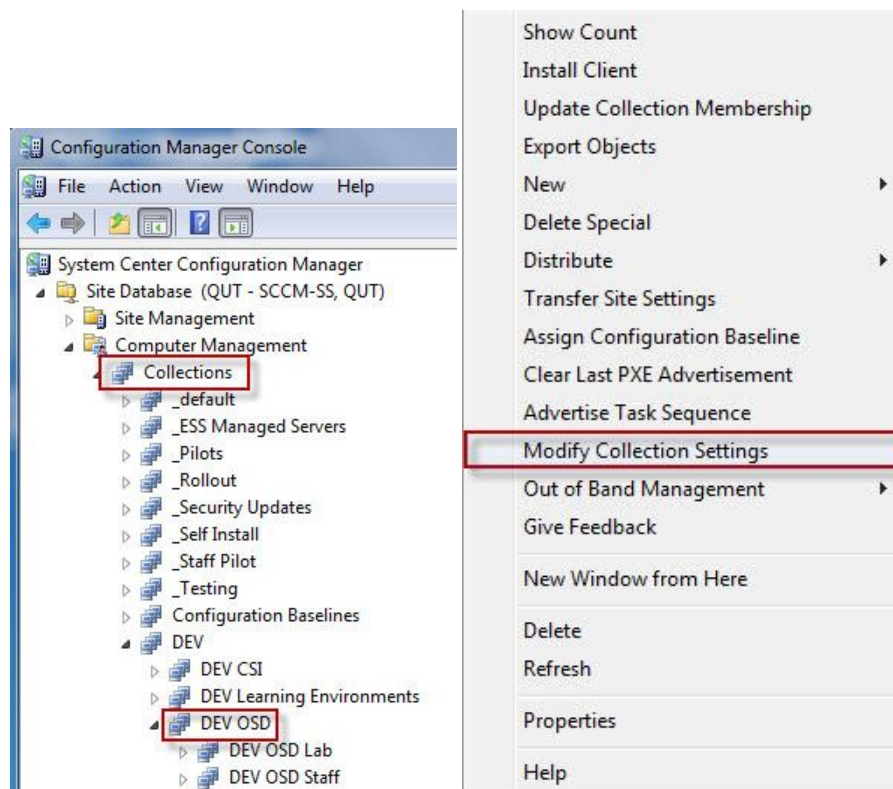 Configuration Manager Console
File Action View Window Help
System Center Configuration Manager
Site Database (QUT - SCCM-SS, QUT)
Site Management
Computer Management
Collections
_default
_ESS Managed Servers
_Pilots
_Rollout
_Security Updates
_Self Install
_Staff Pilot
_Testing
Configuration Baselines
DEV
DEV CSI
DEV Learning Environments
DEV OSD
DEV OSD Lab
DEV OSD Staff
Show Count
Install Client
Update Collection Membership
Export Objects
New
Delete Special
Distribute
Transfer Site Settings
Assign Configuration Baseline
Clear Last PXE Advertisement
Advertise Task Sequence
Modify Collection Settings
Out of Band Management
Give Feedback
New Window from Here
Delete
Refresh
Properties
Help